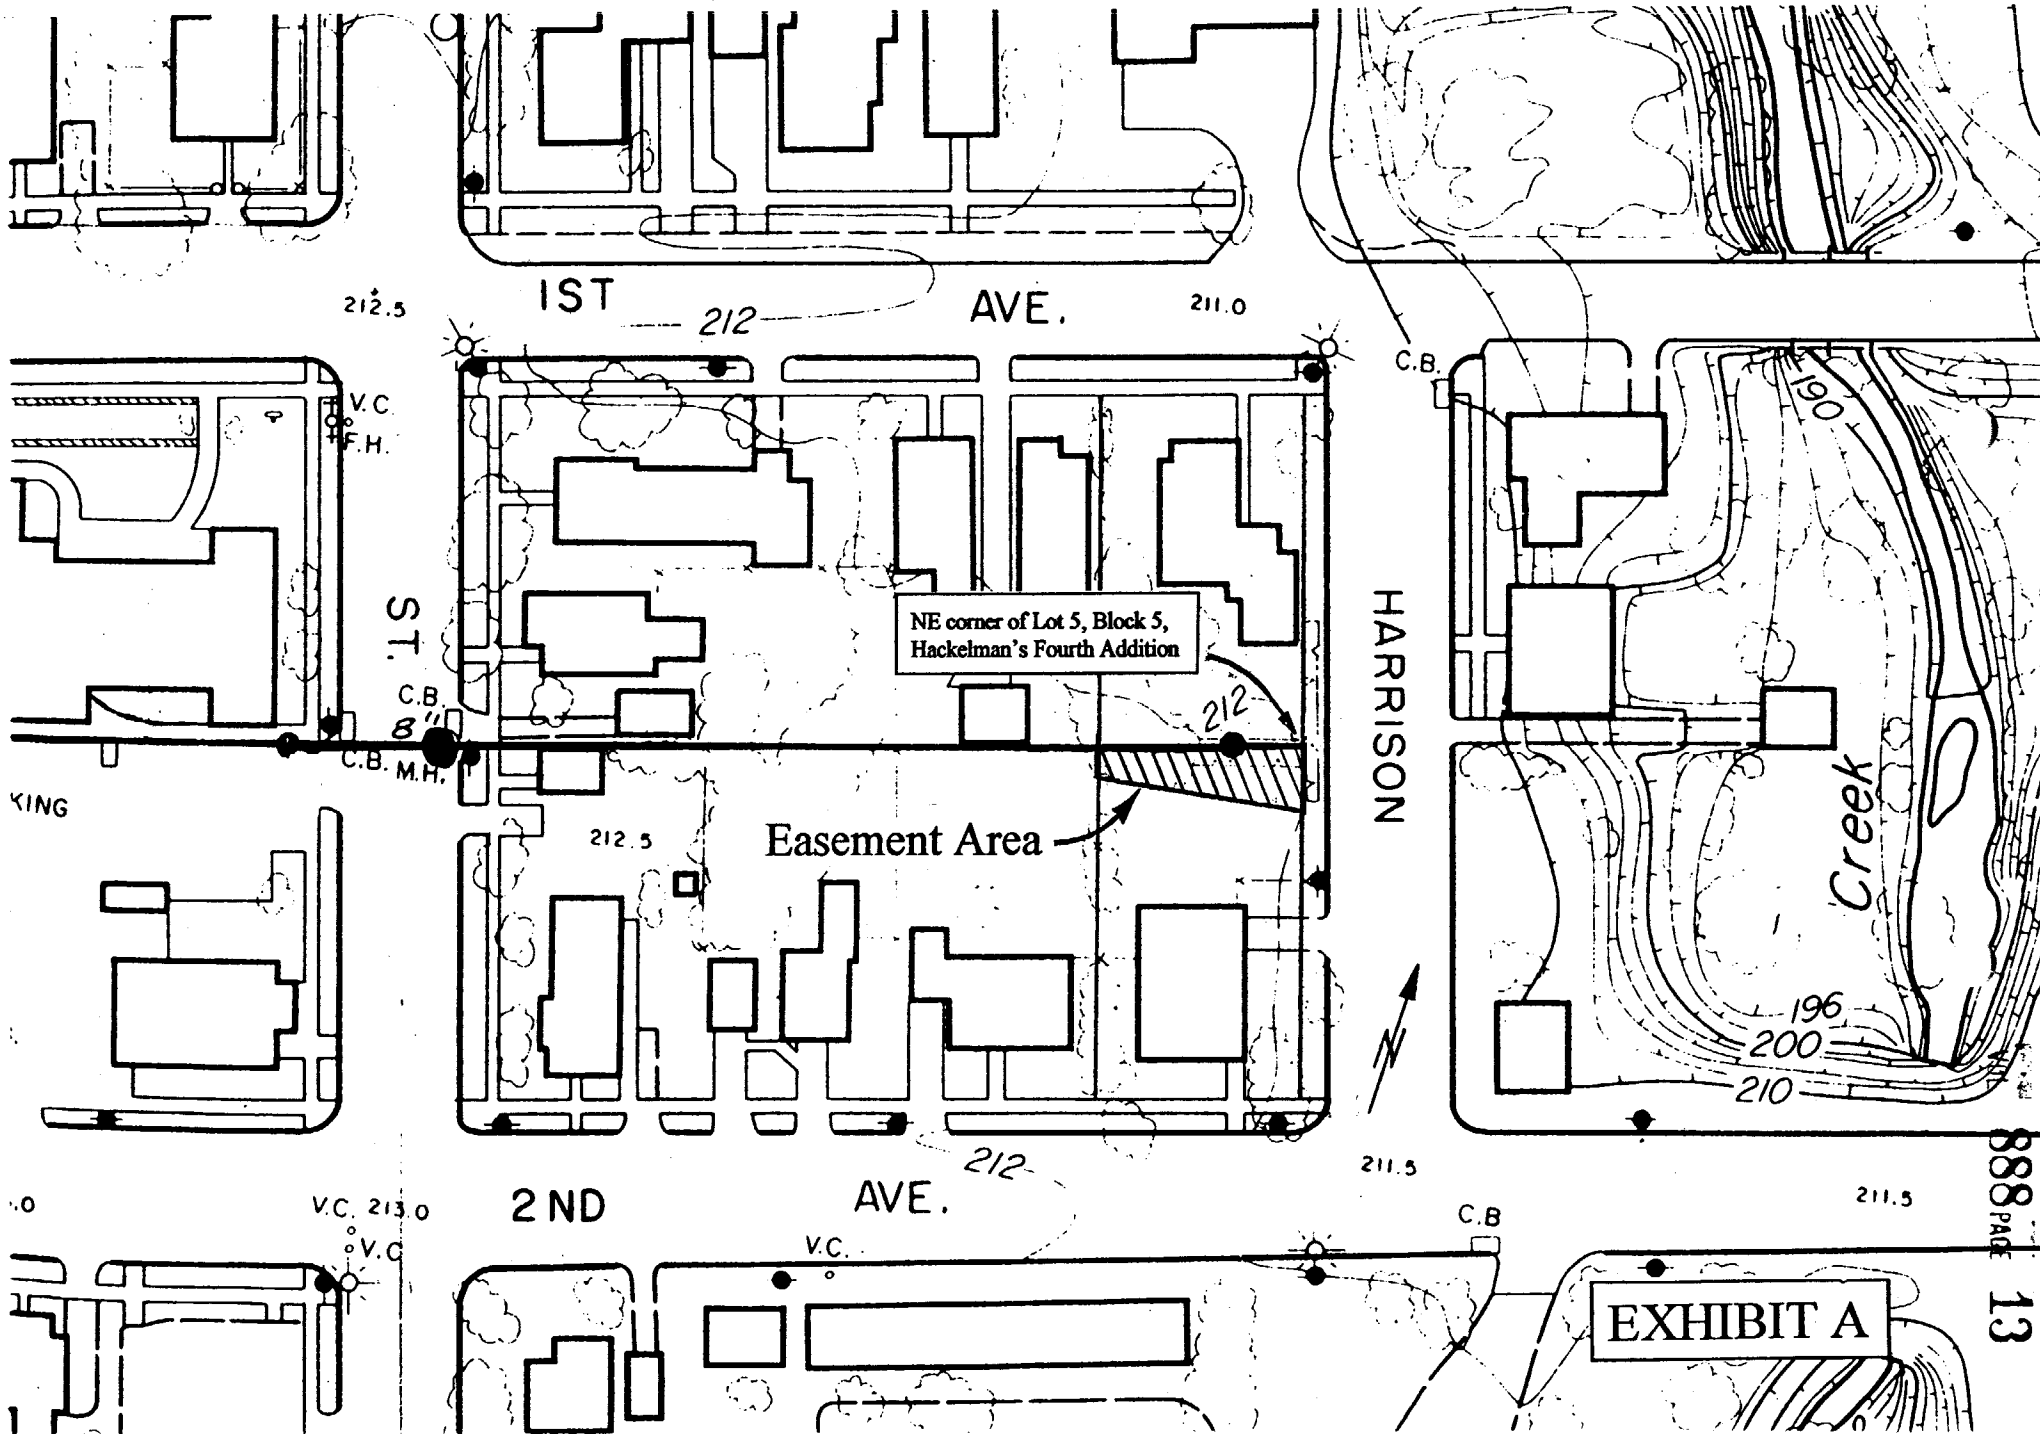 212.5
1ST
AVE.
211.0
212
C.B.
V.C.
F.H.
190
ST.
HARRISON
NE corner of Lot 5, Block 5,
Hackelman's Fourth Addition
212
C.B.
8"
C.B. M.H.
KING
212.5
Easement Area
Creek
N
196
200
210
212
211.5
211.5
888
PAGE
13
.0
V.C. 213.0
V.C
2ND
AVE.
V.C.
C.B
EXHIBIT A